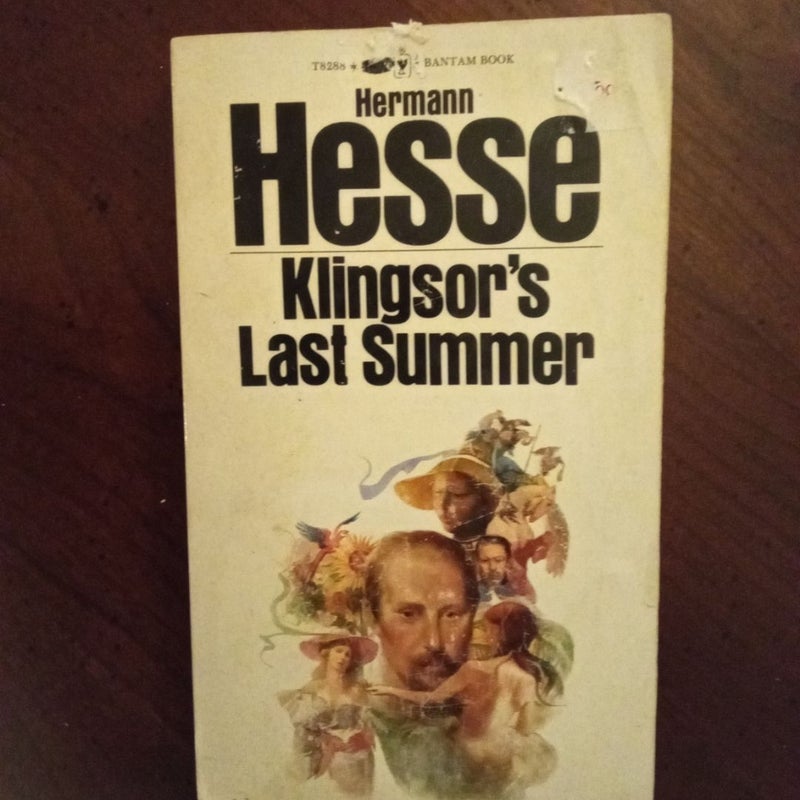 T8288 ★ A BANTAM BOOK
Hermann
Hesse
Klingsor's
Last Summer